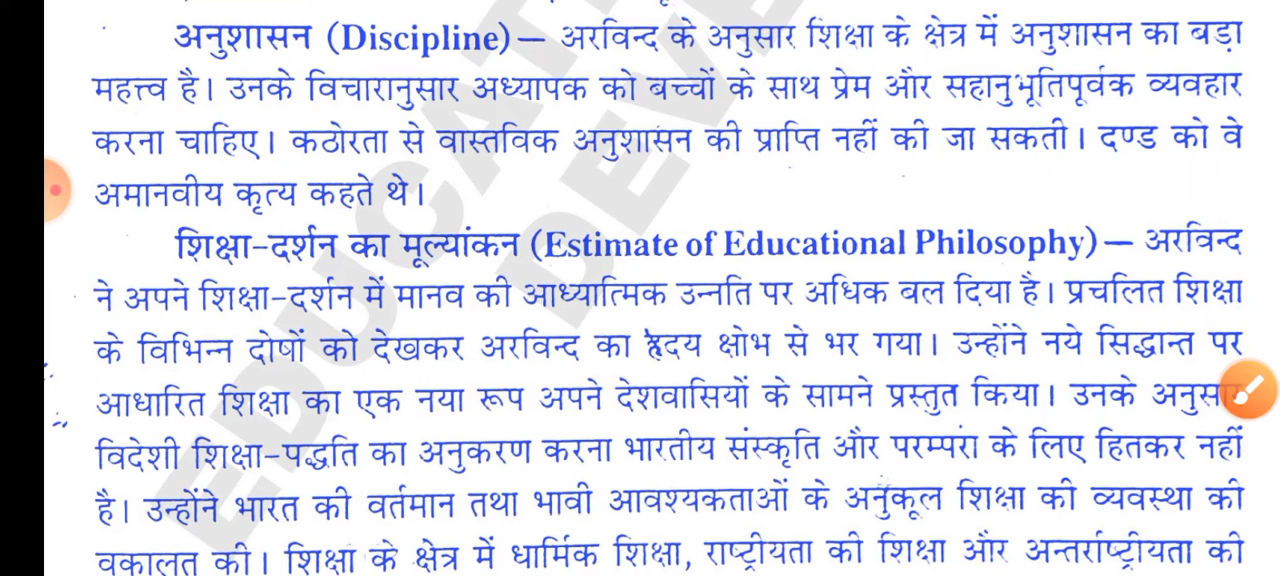 अनुशासन (Discipline)— अरविन्द के अनुसार शिक्षा के क्षेत्र में अनुशासन का बड़ा
महत्त्व है। उनके विचारानुसार अध्यापक को बच्चों के साथ प्रेम और सहानुभूतिपूर्वक व्यवहार
करना चाहिए। कठोरता से वास्तविक अनुशासन की प्राप्ति नहीं की जा सकती। दण्ड को वे
अमानवीय कृत्य कहते थे।
शिक्षा-दर्शन का मूल्यांकन (Estimate of Educational Philosophy)— अरविन्द
ने अपने शिक्षा-दर्शन में मानव की आध्यात्मिक उन्नति पर अधिक बल दिया है। प्रचलित शिक्षा
के विभिन्न दोषों को देखकर अरविन्द का हृदय क्षोभ से भर गया। उन्होंने नये सिद्धान्त पर
आधारित शिक्षा का एक नया रूप अपने देशवासियों के सामने प्रस्तुत किया। उनके अनुसार
विदेशी शिक्षा-पद्धति का अनुकरण करना भारतीय संस्कृति और परम्परा के लिए हितकर नहीं
है। उन्होंने भारत की वर्तमान तथा भावी आवश्यकताओं के अनुकूल शिक्षा की व्यवस्था की
वकालत की। शिक्षा के क्षेत्र में धार्मिक शिक्षा, राष्ट्रीयता की शिक्षा और अन्तर्राष्ट्रीयता की